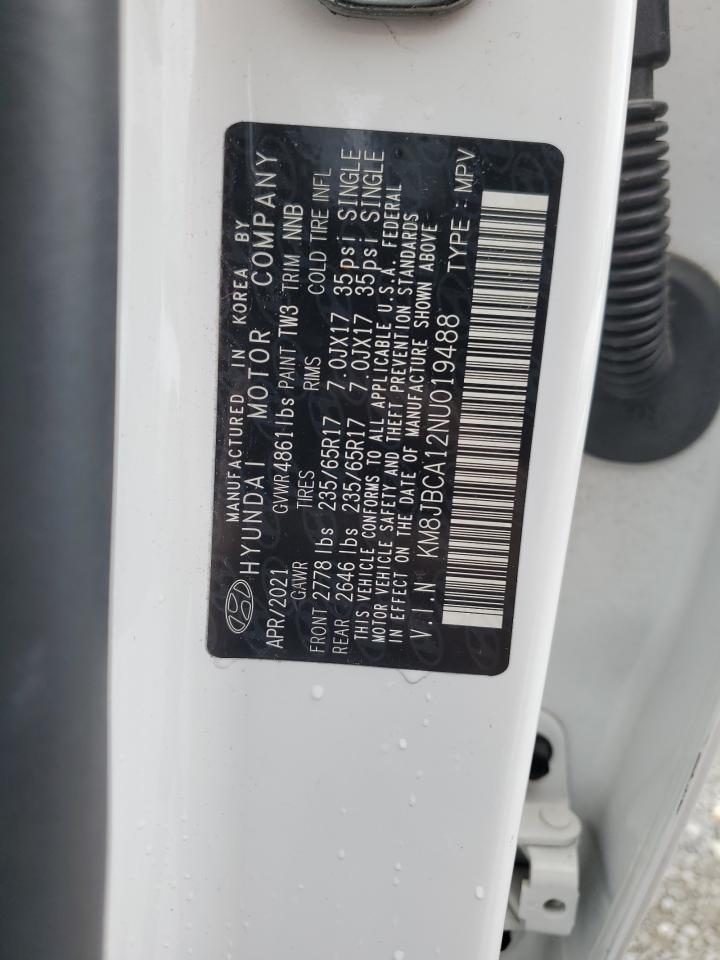 MANUFACTURED IN KOREA BY
HYUNDAI MOTOR COMPANY
APR/2021 GVWR 4861 lbs PAINT TW3 TRIM NNB
GAWR TIRES RIMS COLD TIRE INFL
FRONT 2778 lbs 235/65R17 7.0JX17 35psi SINGLE
REAR 2646 lbs 235/65R17 7.0JX17 35psi SINGLE
THIS VEHICLE CONFORMS TO ALL APPLICABLE U.S.A. FEDERAL
MOTOR VEHICLE SAFETY AND THEFT PREVENTION STANDARDS
IN EFFECT ON THE DATE OF MANUFACTURE SHOWN ABOVE
V.I.N KM8JBCA12NU019488 TYPE : MPV